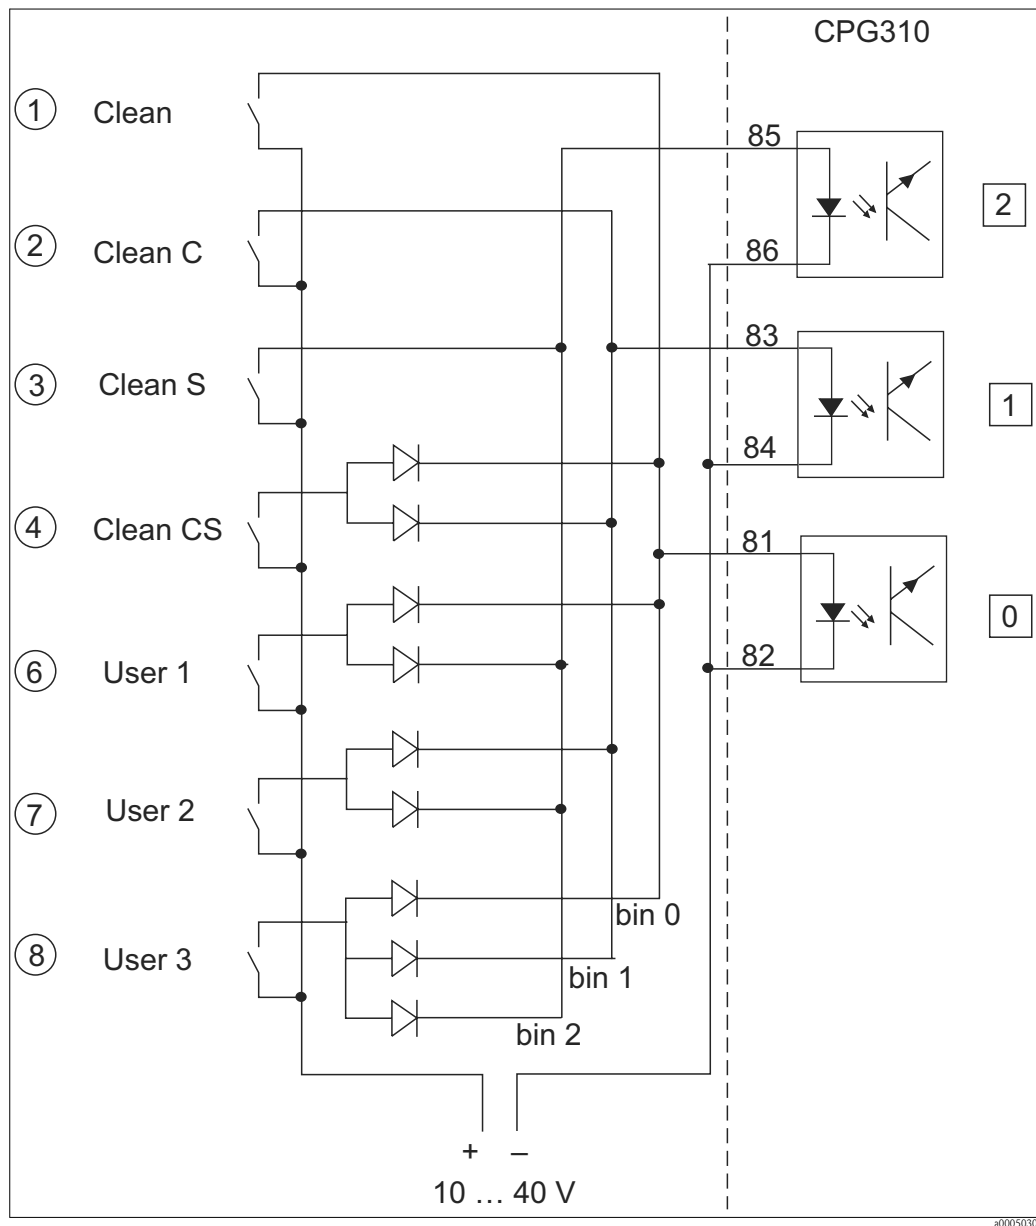 CPG310
1 Clean
85
2
2 Clean C
86
83
3 Clean S
1
84
4 Clean CS
81
0
82
6 User 1
7 User 2
bin 0
8 User 3
bin 1
bin 2
+ –
10 … 40 V
a0005030